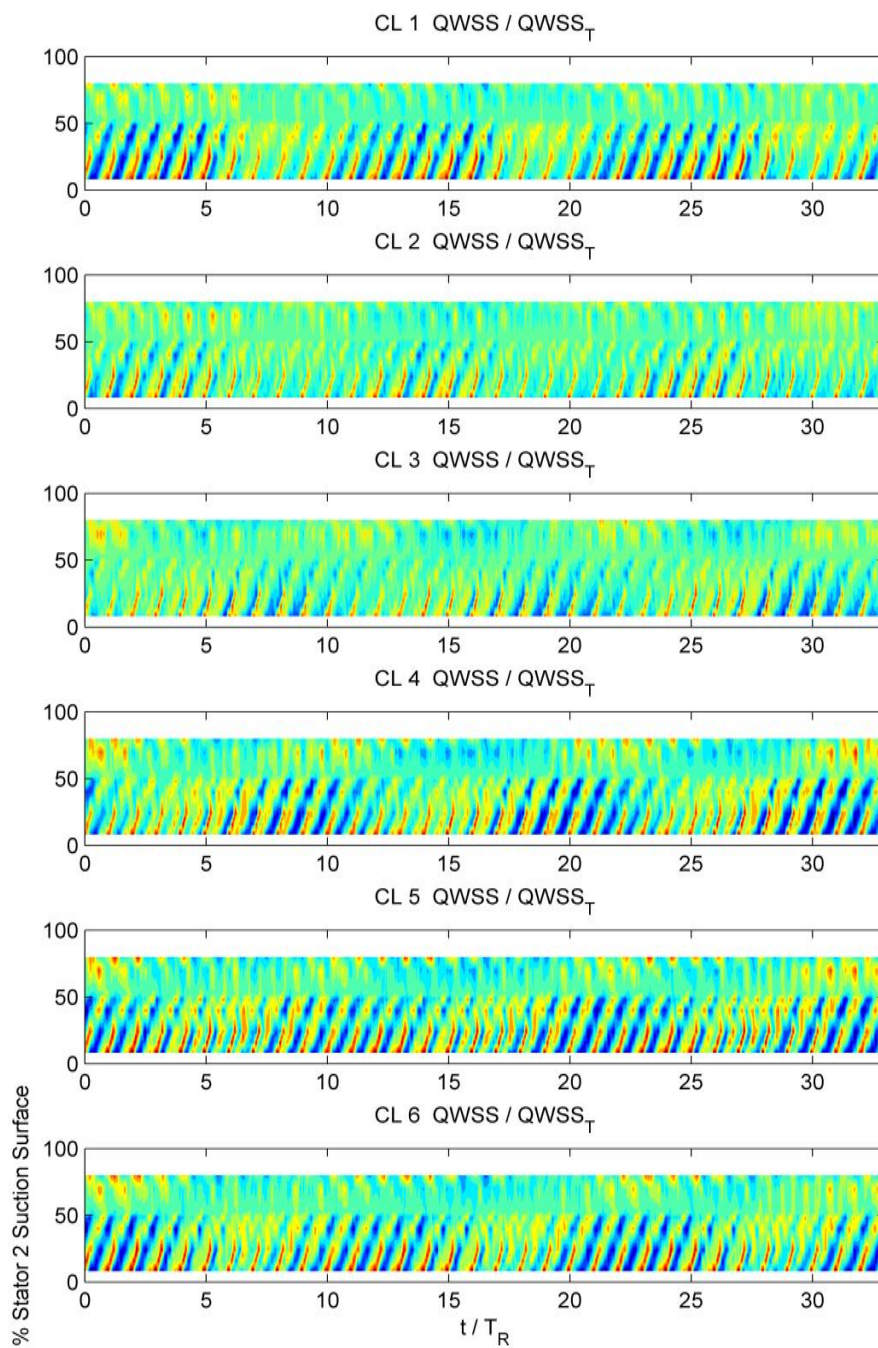 CL 1 QWSS / QWSS_T
100
50
0
0 5 10 15 20 25 30
CL 2 QWSS / QWSS_T
100
50
0
0 5 10 15 20 25 30
CL 3 QWSS / QWSS_T
100
50
0
0 5 10 15 20 25 30
CL 4 QWSS / QWSS_T
100
50
0
0 5 10 15 20 25 30
CL 5 QWSS / QWSS_T
100
50
0
0 5 10 15 20 25 30
CL 6 QWSS / QWSS_T
100
50
0
0 5 10 15 20 25 30
% Stator 2 Suction Surface
t / T_R